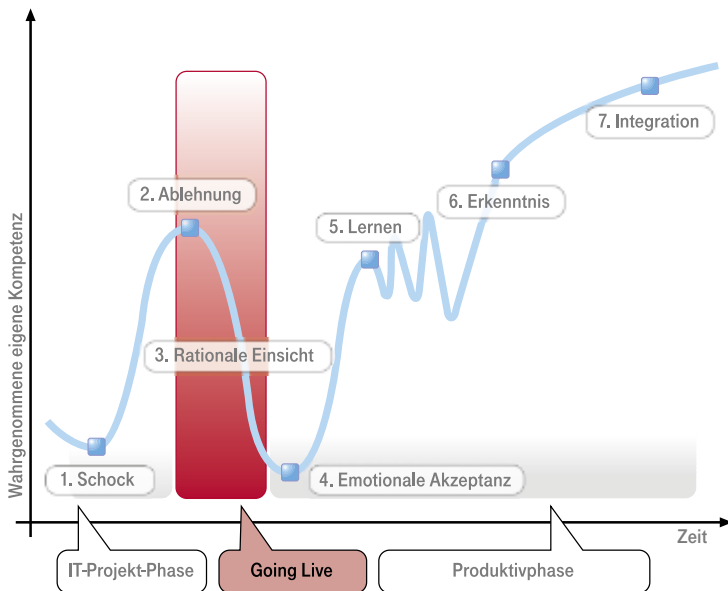 Wahrgenommene eigene Kompetenz
7. Integration
2. Ablehnung
6. Erkenntnis
5. Lernen
3. Rationale Einsicht
1. Schock
4. Emotionale Akzeptanz
Zeit
IT-Projekt-Phase
Going Live
Produktivphase